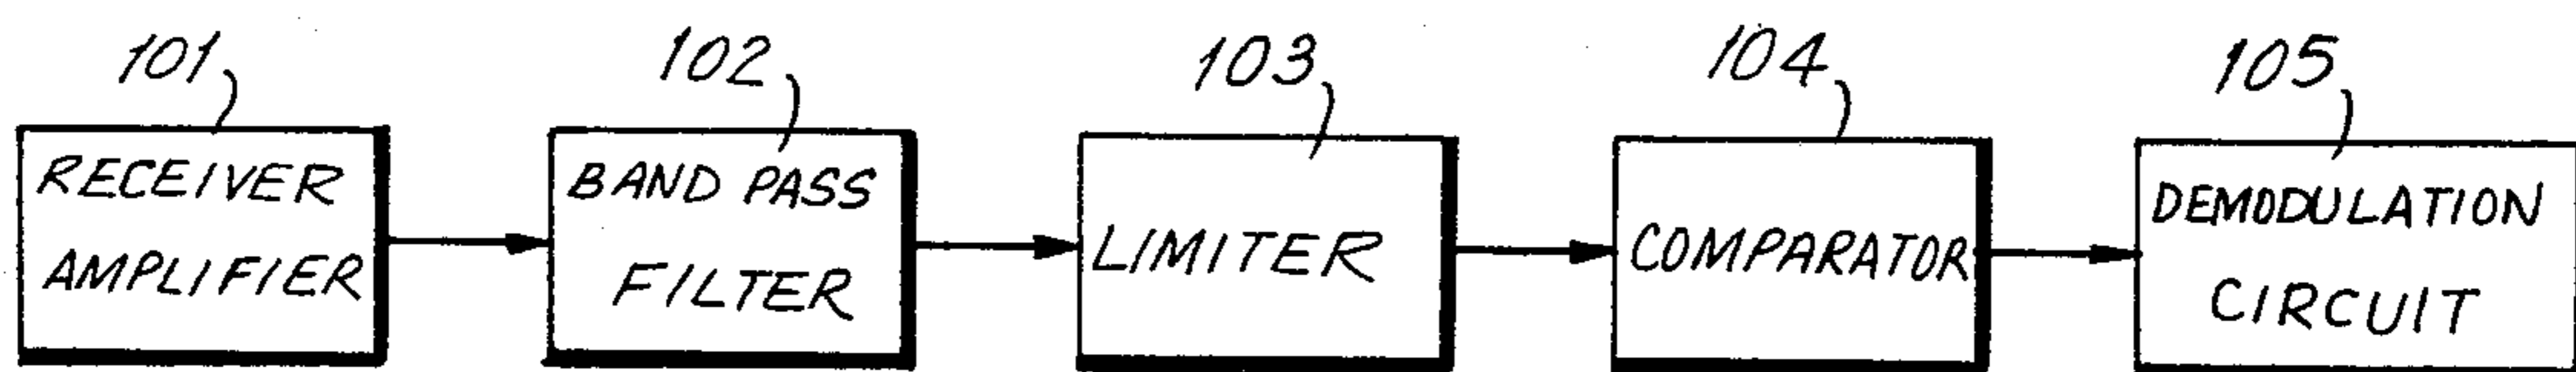 101
102
103
104
105
RECEIVER
AMPLIFIER
BAND PASS
FILTER
LIMITER
COMPARATOR
DEMODULATION
CIRCUIT